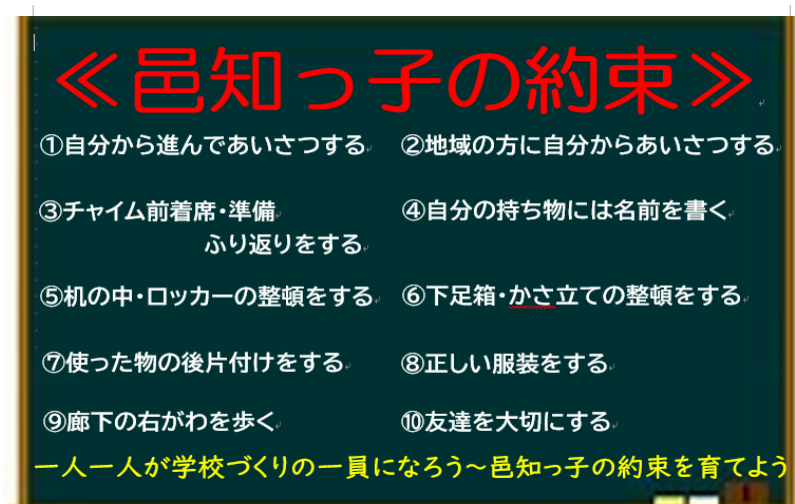 ≪邑知っ子の約束≫
①自分から進んであいさつする
②地域の方に自分からあいさつする
③チャイム前着席・準備
ふり返りをする
④自分の持ち物には名前を書く
⑤机の中・ロッカーの整頓をする
⑥下足箱・かさ立ての整頓をする
⑦使った物の後片付けをする
⑧正しい服装をする
⑨廊下の右がわを歩く
⑩友達を大切にする
一人一人が学校づくりの一員になろう～邑知っ子の約束を育てよう